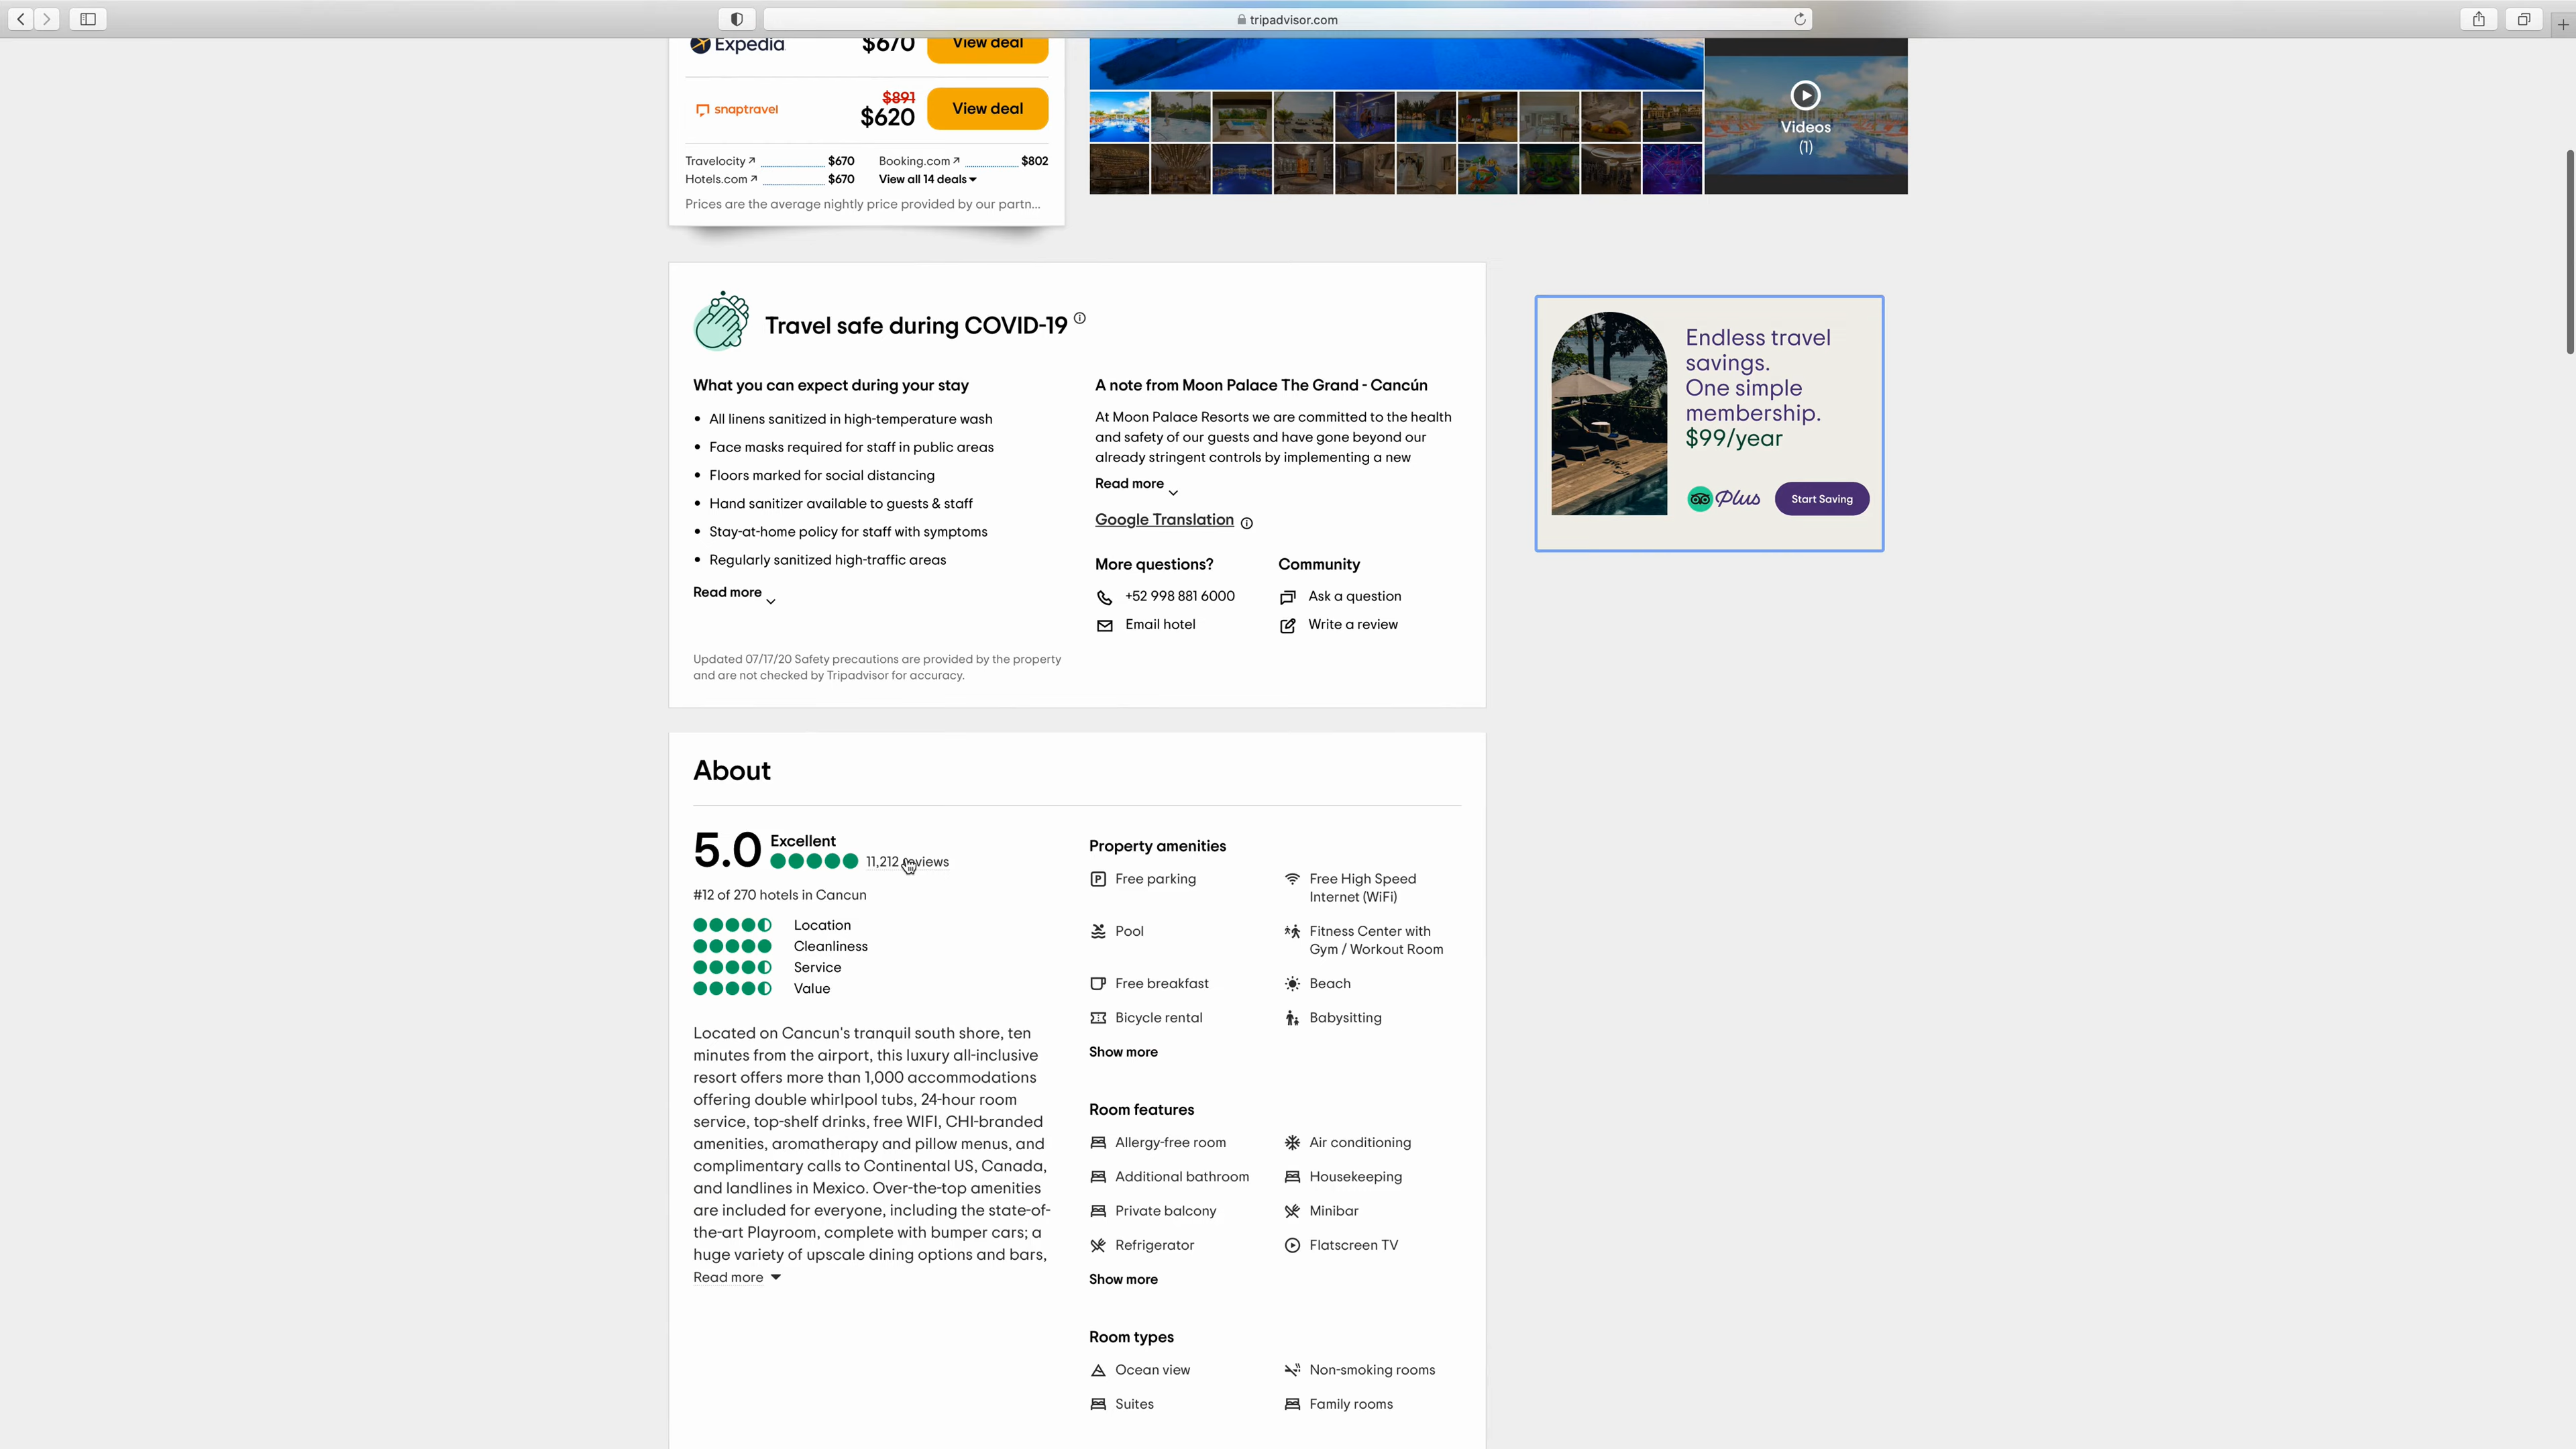 tripadvisor.com
Expedia $670 View deal
snaptravel $891 $620 View deal
Travelocity $670 Booking.com $802
Hotels.com $670 View all 14 deals
Prices are the average nightly price provided by our partn...
Videos
(1)
Travel safe during COVID-19
What you can expect during your stay
• All linens sanitized in high-temperature wash
• Face masks required for staff in public areas
• Floors marked for social distancing
• Hand sanitizer available to guests & staff
• Stay-at-home policy for staff with symptoms
• Regularly sanitized high-traffic areas
Read more
Updated 07/17/20 Safety precautions are provided by the property
and are not checked by Tripadvisor for accuracy.
A note from Moon Palace The Grand - Cancún
At Moon Palace Resorts we are committed to the health
and safety of our guests and have gone beyond our
already stringent controls by implementing a new
Read more
Google Translation
More questions?
+52 998 881 6000
Email hotel
Community
Ask a question
Write a review
Endless travel
savings.
One simple
membership.
$99/year
Plus Start Saving
About
5.0 Excellent
11,212 reviews
#12 of 270 hotels in Cancun
Location
Cleanliness
Service
Value
Located on Cancun's tranquil south shore, ten
minutes from the airport, this luxury all-inclusive
resort offers more than 1,000 accommodations
offering double whirlpool tubs, 24-hour room
service, top-shelf drinks, free WIFI, CHI-branded
amenities, aromatherapy and pillow menus, and
complimentary calls to Continental US, Canada,
and landlines in Mexico. Over-the-top amenities
are included for everyone, including the state-of-
the-art Playroom, complete with bumper cars; a
huge variety of upscale dining options and bars,
Read more
Property amenities
Free parking
Free High Speed
Internet (WiFi)
Pool
Fitness Center with
Gym / Workout Room
Free breakfast
Beach
Bicycle rental
Babysitting
Show more
Room features
Allergy-free room
Air conditioning
Additional bathroom
Housekeeping
Private balcony
Minibar
Refrigerator
Flatscreen TV
Show more
Room types
Ocean view
Non-smoking rooms
Suites
Family rooms